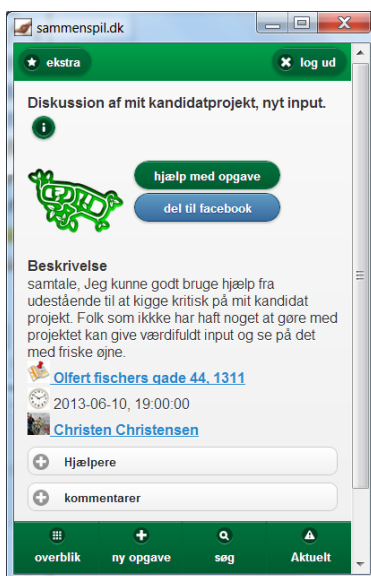 sammenspil.dk
ekstra
log ud
Diskussion af mit kandidatprojekt, nyt input.
hjælp med opgave
del til facebook
Beskrivelse
samtale, Jeg kunne godt bruge hjælp fra
udestående til at kigge kritisk på mit kandidat
projekt. Folk som ikkke har haft noget at gøre med
projektet kan give værdifuldt input og se på det
med friske øjne.
Olfert fischers gade 44, 1311
2013-06-10, 19:00:00
Christen Christensen
Hjælpere
kommentarer
overblik
ny opgave
søg
Aktuelt